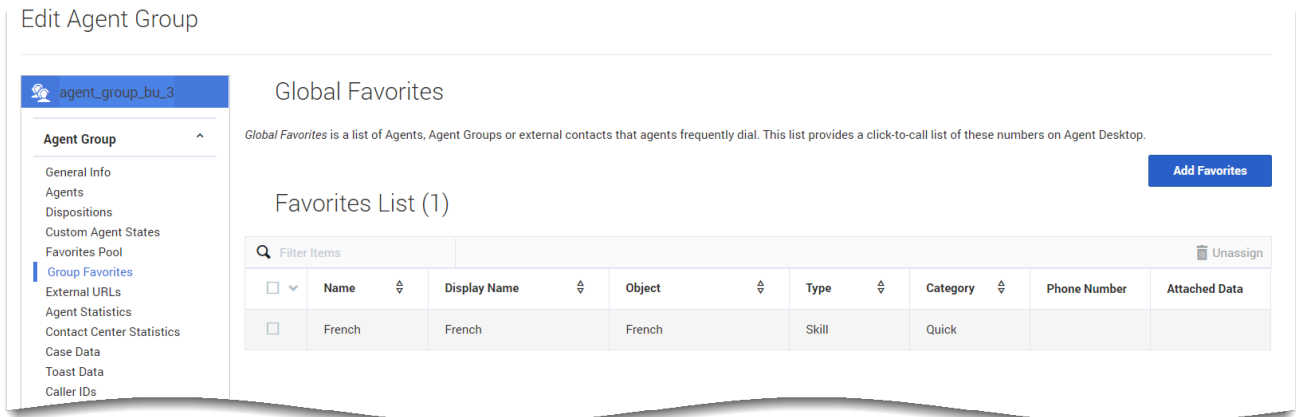 Edit Agent Group
agent_group_bu_3
Agent Group
General Info
Agents
Dispositions
Custom Agent States
Favorites Pool
Group Favorites
External URLs
Agent Statistics
Contact Center Statistics
Case Data
Toast Data
Caller IDs
Global Favorites
Global Favorites is a list of Agents, Agent Groups or external contacts that agents frequently dial. This list provides a click-to-call list of these numbers on Agent Desktop.
Add Favorites
Favorites List (1)
Filter Items Unassign
Name Display Name Object Type Category Phone Number Attached Data
French French French Skill Quick